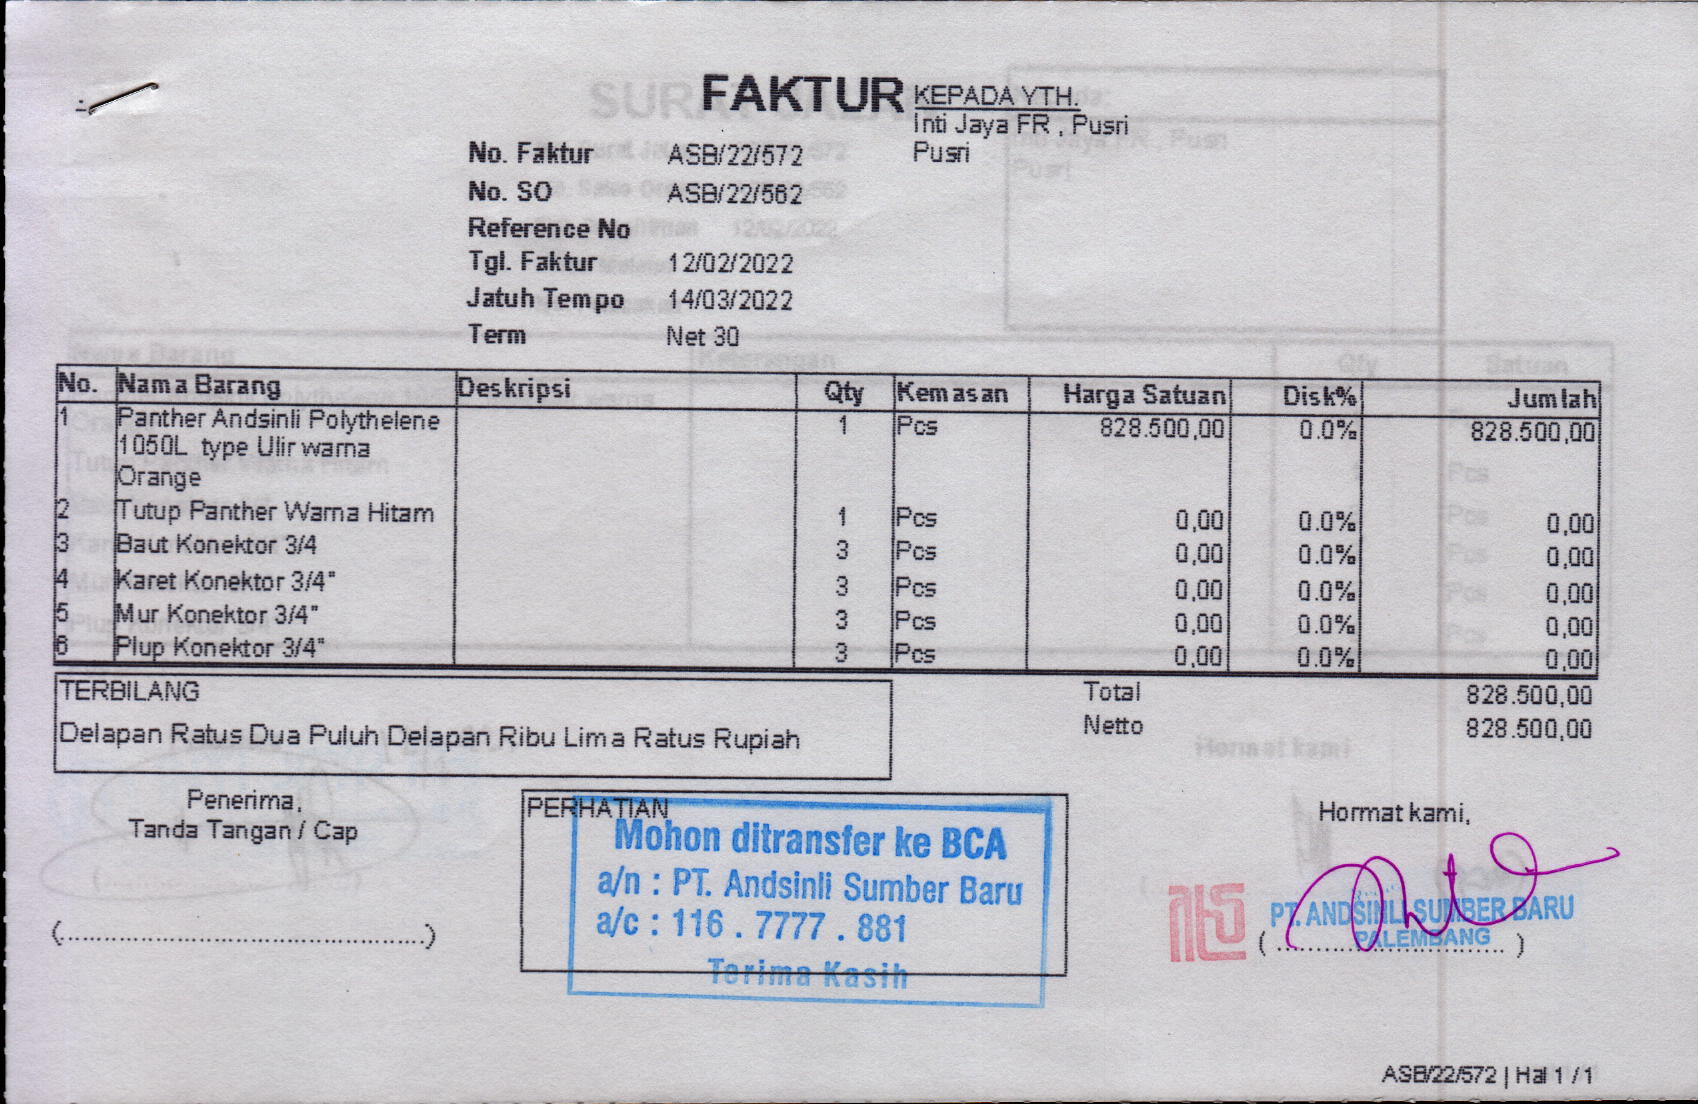 FAKTUR
KEPADA YTH.
Inti Jaya FR , Pusri
Pusri
No. Faktur ASB/22/572
No. SO ASB/22/562
Reference No
Tgl. Faktur 12/02/2022
Jatuh Tempo 14/03/2022
Term Net 30
No. Nama Barang Deskripsi Qty Kemasan Harga Satuan Disk% Jumlah
1 Panther Andsinli Polythelene 1 Pcs 828.500,00 0.0% 828.500,00
1050L type Ulir warna
Orange
2 Tutup Panther Warna Hitam 1 Pcs 0,00 0.0% 0,00
3 Baut Konektor 3/4 3 Pcs 0,00 0.0% 0,00
4 Karet Konektor 3/4" 3 Pcs 0,00 0.0% 0,00
5 Mur Konektor 3/4" 3 Pcs 0,00 0.0% 0,00
6 Plup Konektor 3/4" 3 Pcs 0,00 0.0% 0,00
TERBILANG
Delapan Ratus Dua Puluh Delapan Ribu Lima Ratus Rupiah
Total 828.500,00
Netto 828.500,00
Penerima,
Tanda Tangan / Cap
(................................................)
PERHATIAN
Mohon ditransfer ke BCA
a/n : PT. Andsinli Sumber Baru
a/c : 116 . 7777 . 881
Terima Kasih
Hormat kami,
PT. ANDSINLI SUMBER BARU
PALEMBANG
(..............................)
ASB/22/572 | Hal 1 / 1